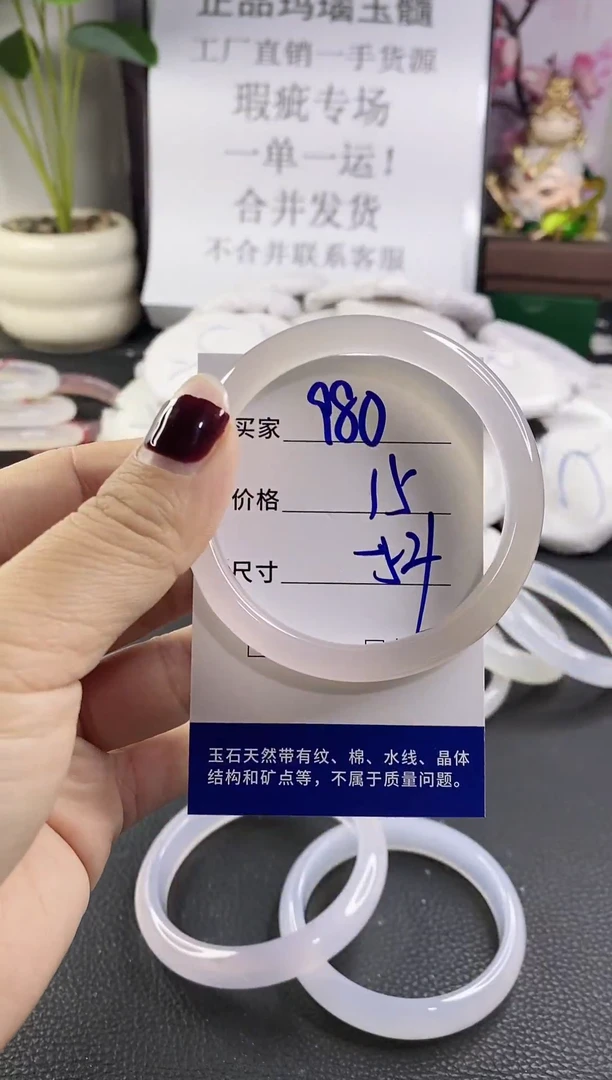 正品玛瑙玉髓
工厂直销一手货源
瑕疵专场
一单一运！
合并发货
不合并联系客服
买家 980
价格 15
尺寸 54
玉石天然带有纹、棉、水线、晶体
结构和矿点等，不属于质量问题。